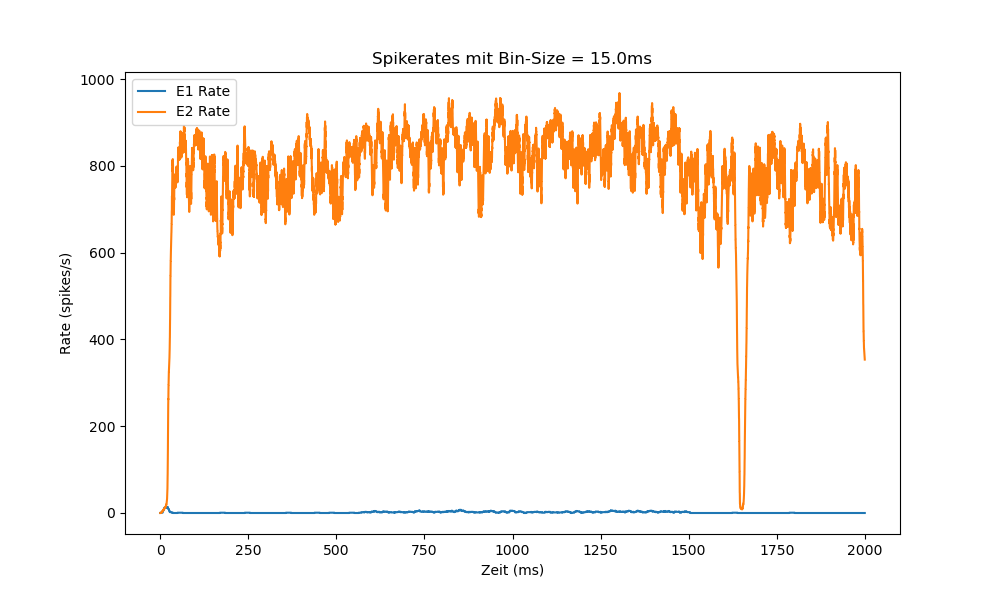 Spikerates mit Bin-Size = 15.0ms
E1 Rate
E2 Rate
1000
800
600
400
200
0
Rate (spikes/s)
0 250 500 750 1000 1250 1500 1750 2000
Zeit (ms)